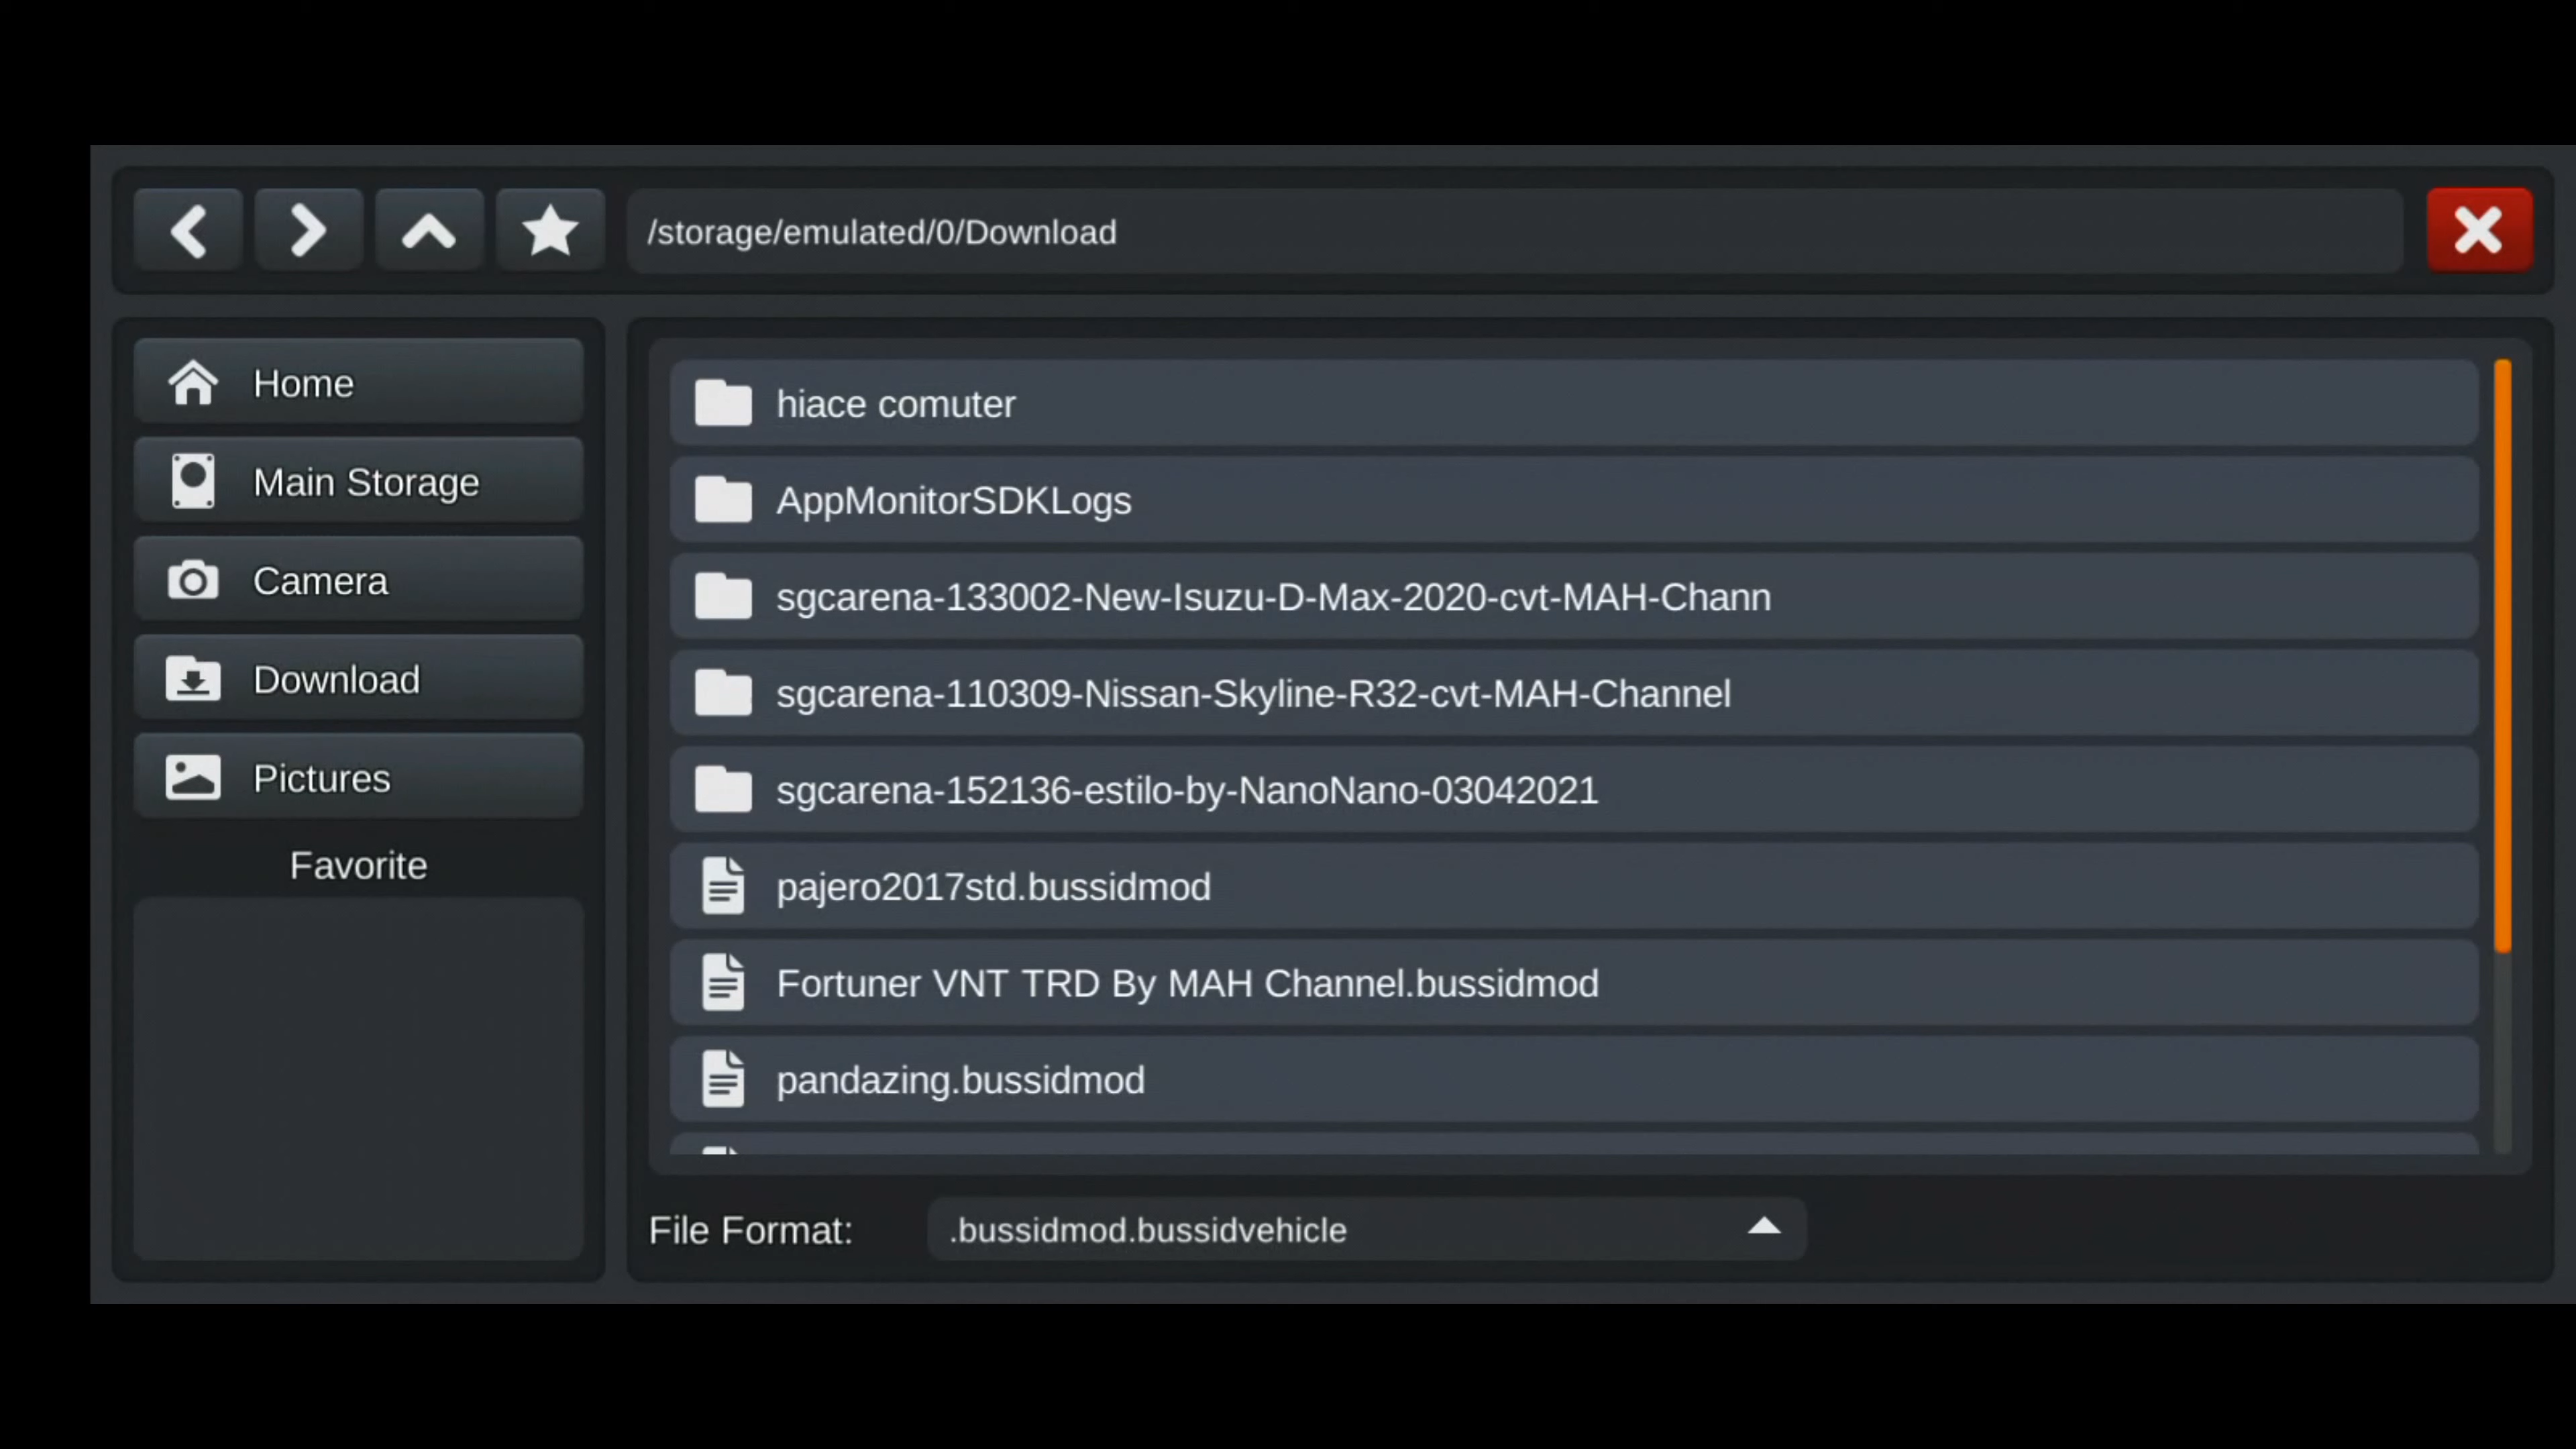 /storage/emulated/0/Download
Home
Main Storage
Camera
Download
Pictures
Favorite
hiace comuter
AppMonitorSDKLogs
sgcarena-133002-New-Isuzu-D-Max-2020-cvt-MAH-Chann
sgcarena-110309-Nissan-Skyline-R32-cvt-MAH-Channel
sgcarena-152136-estilo-by-NanoNano-03042021
pajero2017std.bussidmod
Fortuner VNT TRD By MAH Channel.bussidmod
pandazing.bussidmod
File Format:
.bussidmod.bussidvehicle